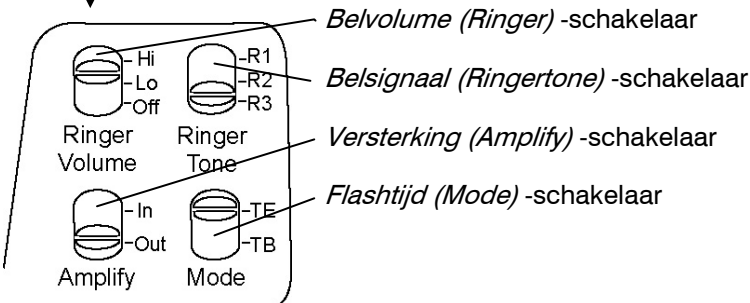 Belvolume (Ringer) -schakelaar
Hi
Lo
Off
R1
R2
R3
Belsignaal (Ringertone) -schakelaar
Ringer
Volume
Ringer
Tone
Versterking (Amplify) -schakelaar
In
Out
TE
TB
Flashtijd (Mode) -schakelaar
Amplify
Mode